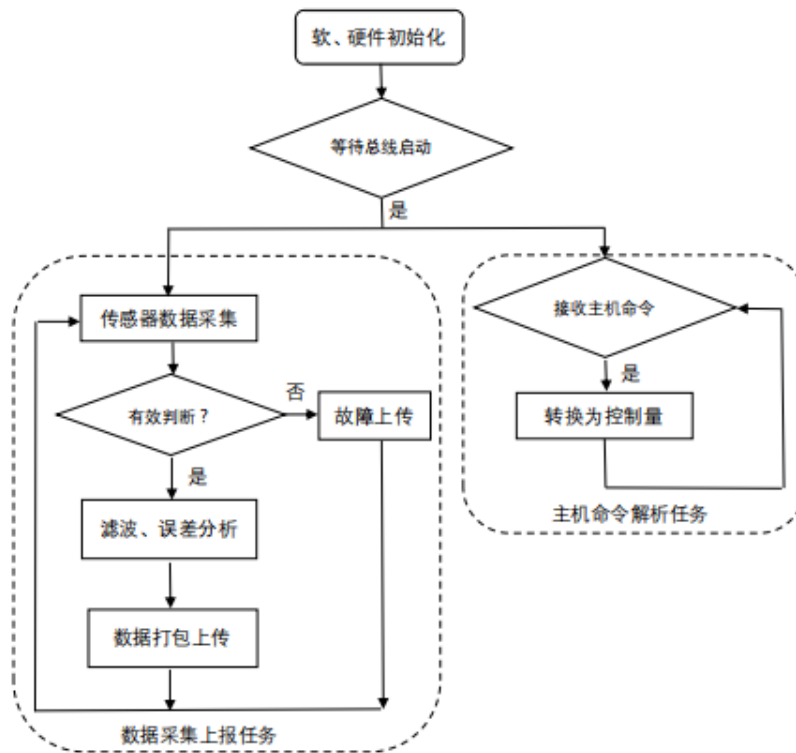 软、硬件初始化
等待总线启动
是
传感器数据采集
有效判断？
否
故障上传
是
滤波、误差分析
数据打包上传
数据采集上报任务
接收主机命令
是
转换为控制量
主机命令解析任务